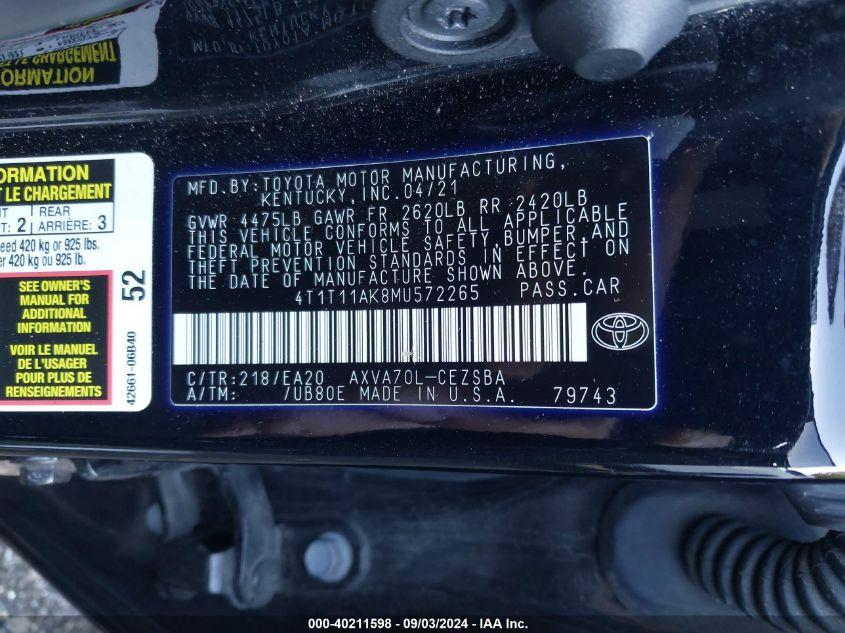 ORMATION
T LE CHARGEMENT
NT
REAR
T: 2
ARRIÈRE: 3
eed 420 kg or 925 lbs.
er 420 kg ou 925 lb.
SEE OWNER'S
MANUAL FOR
ADDITIONAL
INFORMATION
VOIR LE MANUEL
DE L'USAGER
POUR PLUS DE
RENSEIGNEMENTS
52
42661-06B40
MFD.BY:TOYOTA MOTOR MANUFACTURING,
KENTUCKY,INC.04/21
GVWR 4475LB GAWR FR 2620LB RR 2420LB
THIS VEHICLE CONFORMS TO ALL APPLICABLE
FEDERAL MOTOR VEHICLE SAFETY,BUMPER,AND
THEFT PREVENTION STANDARDS IN EFFECT ON
THE DATE OF MANUFACTURE SHOWN ABOVE.
4T1T11AK8MU572265 PASS.CAR
C/TR:218/EA20 AXVA70L-CEZSBA
A/TM: /UB80E MADE IN U.S.A. 79743
000-40211598 - 09/03/2024 - IAA Inc.